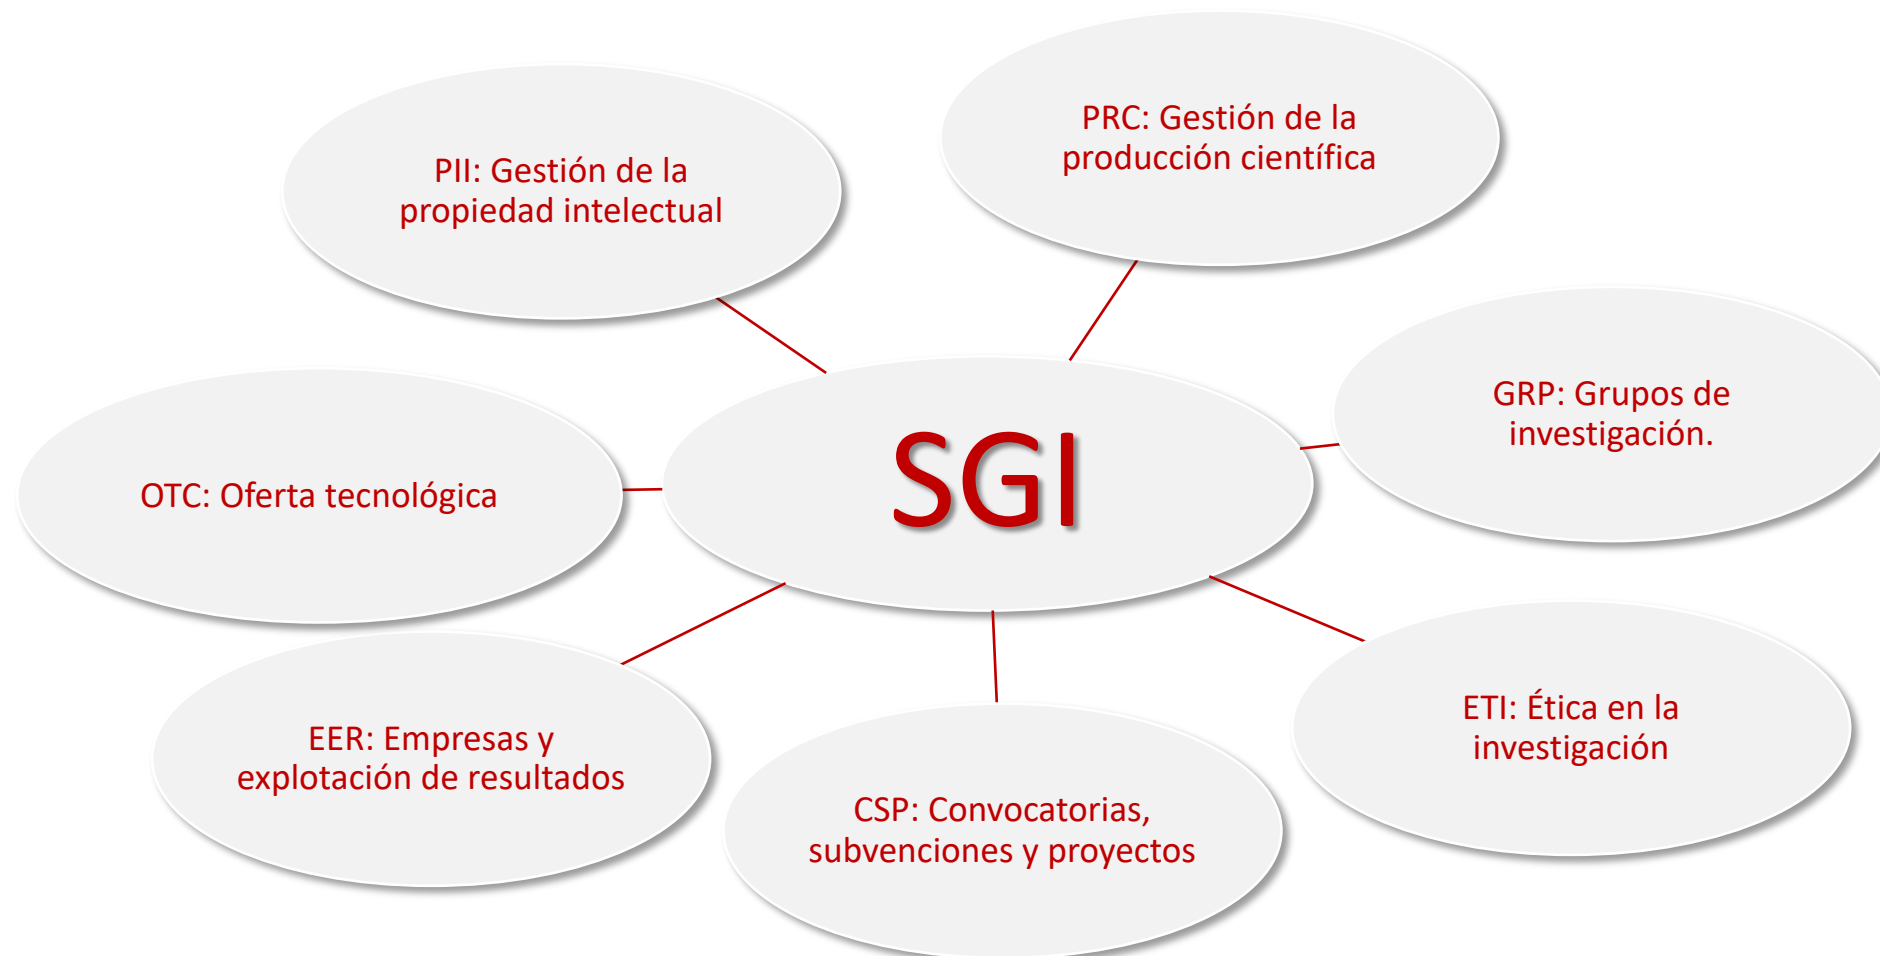 PRC: Gestión de la
producción científica
PII: Gestión de la
propiedad intelectual
GRP: Grupos de
investigación.
SGI
OTC: Oferta tecnológica
ETI: Ética en la
investigación
EER: Empresas y
explotación de resultados
CSP: Convocatorias,
subvenciones y proyectos